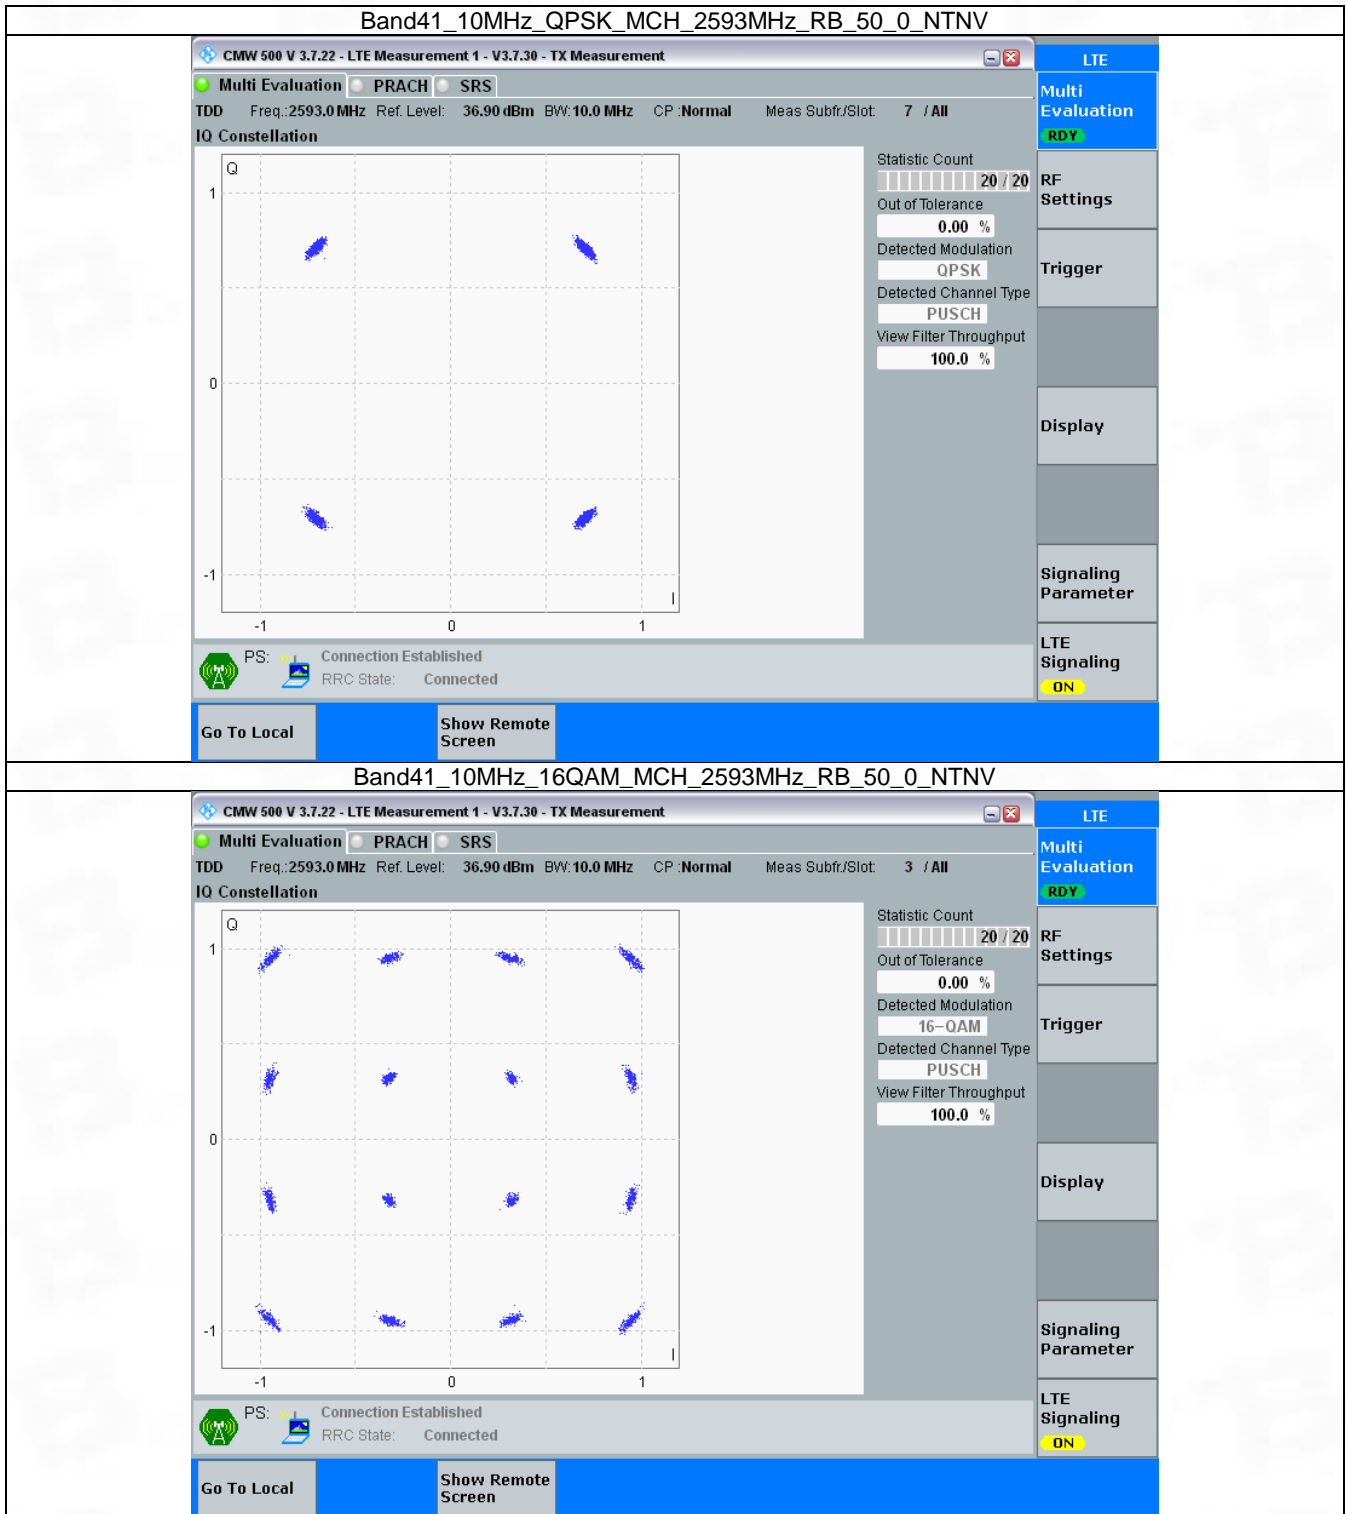 Band41_10MHz_QPSK_MCH_2593MHz_RB_50_0_NTNV
CMW 500 V 3.7.22 - LTE Measurement 1 - V3.7.30 - TX Measurement
LTE
Multi Evaluation PRACH SRS
Multi
Evaluation
RDY
TDD Freq.:2593.0 MHz Ref. Level: 36.90 dBm BW:10.0 MHz CP :Normal Meas Subfr./Slot: 7 / All
IQ Constellation
Q
1
0
-1
I
-1 0 1
Statistic Count
20 / 20
Out of Tolerance
0.00 %
Detected Modulation
QPSK
Detected Channel Type
PUSCH
View Filter Throughput
100.0 %
RF
Settings
Trigger
Display
Signaling
Parameter
LTE
Signaling
ON
PS: Connection Established
RRC State: Connected
Go To Local
Show Remote
Screen
Band41_10MHz_16QAM_MCH_2593MHz_RB_50_0_NTNV
CMW 500 V 3.7.22 - LTE Measurement 1 - V3.7.30 - TX Measurement
LTE
Multi Evaluation PRACH SRS
Multi
Evaluation
RDY
TDD Freq.:2593.0 MHz Ref. Level: 36.90 dBm BW:10.0 MHz CP :Normal Meas Subfr./Slot: 3 / All
IQ Constellation
Q
1
0
-1
I
-1 0 1
Statistic Count
20 / 20
Out of Tolerance
0.00 %
Detected Modulation
16-QAM
Detected Channel Type
PUSCH
View Filter Throughput
100.0 %
RF
Settings
Trigger
Display
Signaling
Parameter
LTE
Signaling
ON
PS: Connection Established
RRC State: Connected
Go To Local
Show Remote
Screen